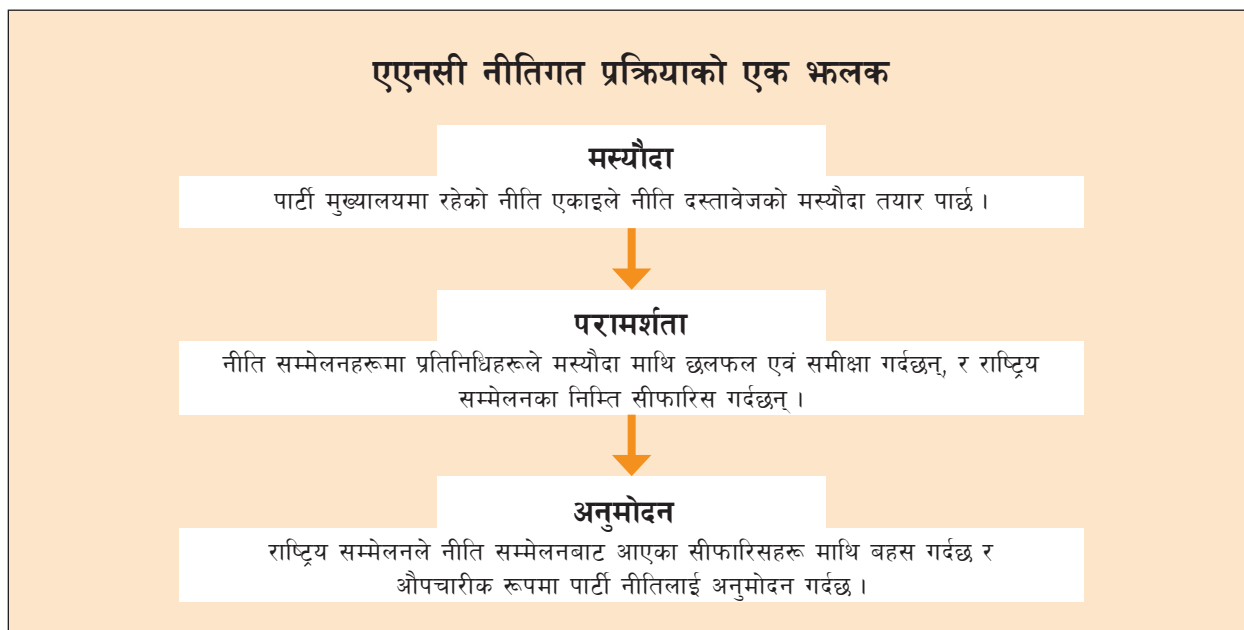 एएनसी नीतिगत प्रक्रियाको एक झलक
मस्यौदा
पार्टी मुख्यालयमा रहेको नीति एकाइले नीति दस्तावेजको मस्यौदा तयार पार्छ ।
परामर्शता
नीति सम्मेलनहरूमा प्रतिनिधिहरूले मस्यौदा माथि छलफल एवं समीक्षा गर्दछन्, र राष्ट्रिय
सम्मेलनका निम्ति सीफारिस गर्दछन् ।
अनुमोदन
राष्ट्रिय सम्मेलनले नीति सम्मेलनबाट आएका सीफारिसहरू माथि बहस गर्दछ र
औपचारीक रूपमा पार्टी नीतिलाई अनुमोदन गर्दछ ।